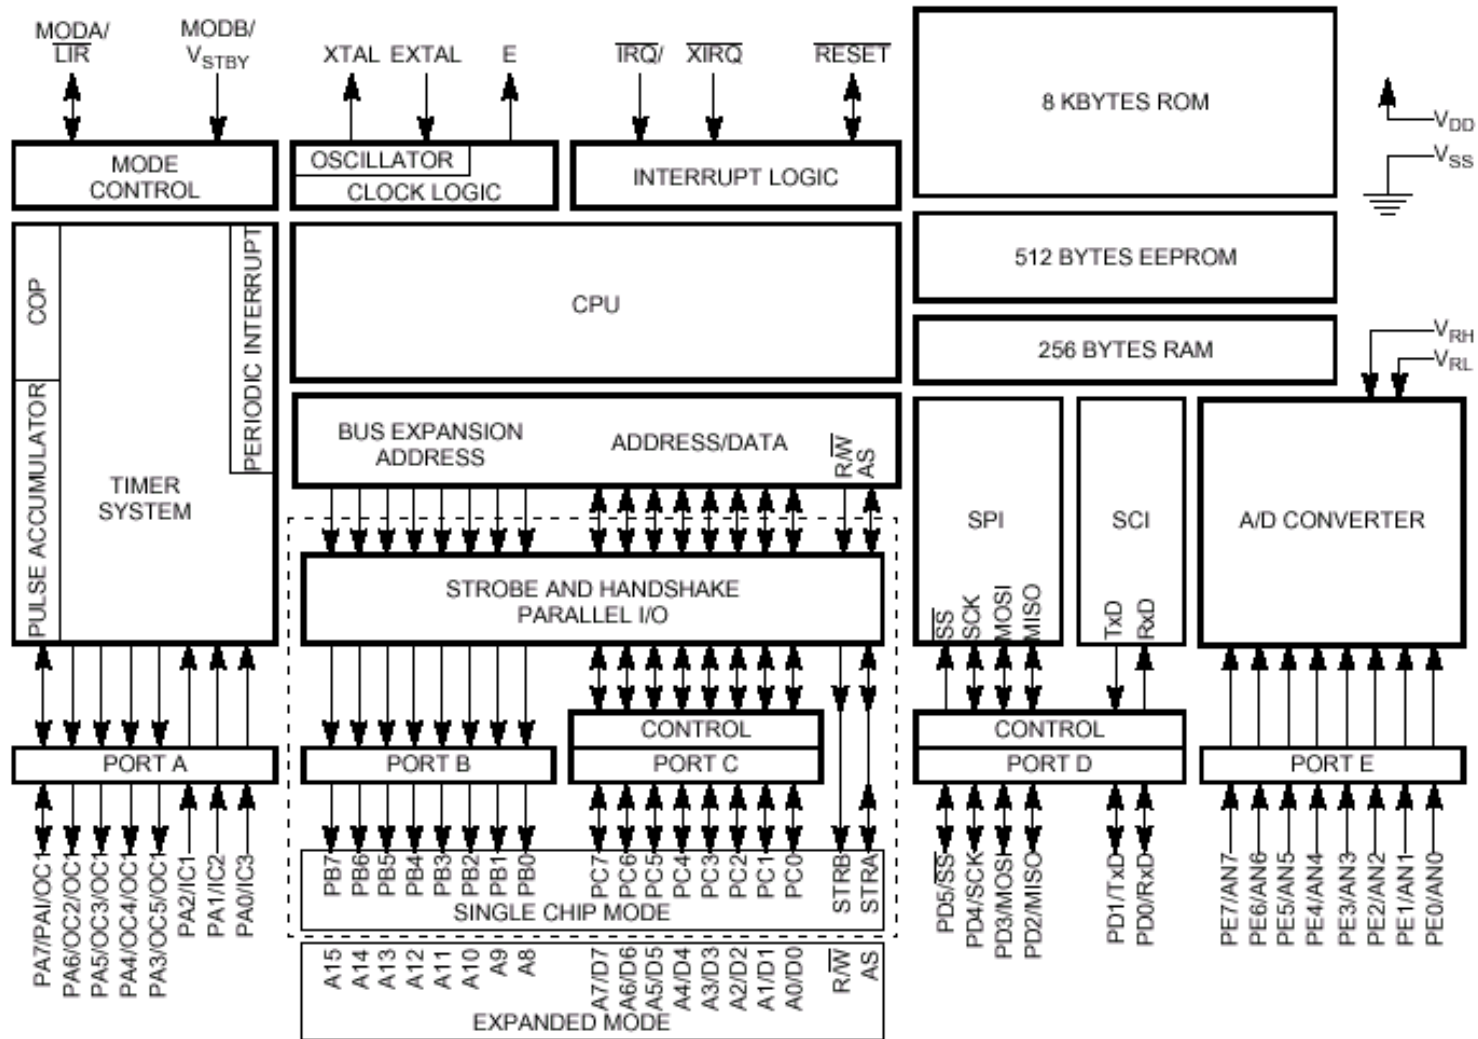 MODA/
LIR
MODB/
VSTBY
XTAL EXTAL E
IRQ/ XIRQ RESET
MODE
CONTROL
OSCILLATOR
CLOCK LOGIC
INTERRUPT LOGIC
8 KBYTES ROM
VDD
VSS
COP
PERIODIC INTERRUPT
PULSE ACCUMULATOR
TIMER
SYSTEM
CPU
512 BYTES EEPROM
256 BYTES RAM
VRH
VRL
BUS EXPANSION
ADDRESS
ADDRESS/DATA
R/W
AS
STROBE AND HANDSHAKE
PARALLEL I/O
SPI
SS
SCK
MOSI
MISO
SCI
TxD
RxD
A/D CONVERTER
CONTROL
CONTROL
PORT A
PORT B
PORT C
PORT D
PORT E
PA7/PAI/OC1
PA6/OC2/OC1
PA5/OC3/OC1
PA4/OC4/OC1
PA3/OC5/OC1
PA2/IC1
PA1/IC2
PA0/IC3
PB7
PB6
PB5
PB4
PB3
PB2
PB1
PB0
PC7
PC6
PC5
PC4
PC3
PC2
PC1
PC0
STRB
STRA
SINGLE CHIP MODE
PD5/SS
PD4/SCK
PD3/MOSI
PD2/MISO
PD1/TxD
PD0/RxD
PE7/AN7
PE6/AN6
PE5/AN5
PE4/AN4
PE3/AN3
PE2/AN2
PE1/AN1
PE0/AN0
A15
A14
A13
A12
A11
A10
A9
A8
A7/D7
A6/D6
A5/D5
A4/D4
A3/D3
A2/D2
A1/D1
A0/D0
R/W
AS
EXPANDED MODE